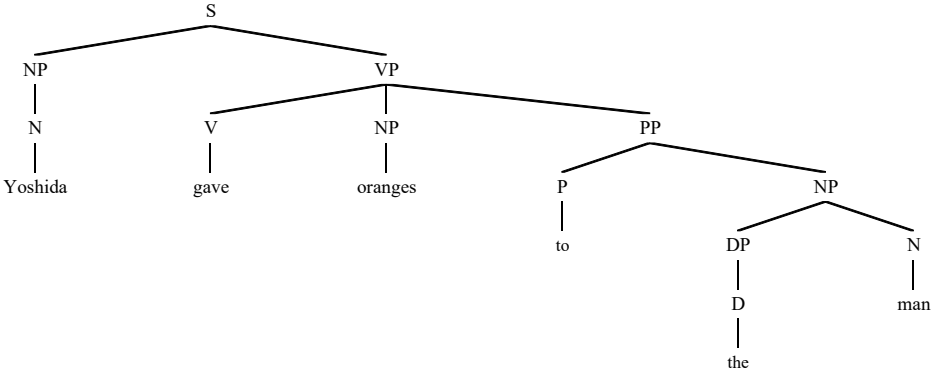 S
NP VP
N V NP PP
Yoshida gave oranges P NP
to DP N
D man
the